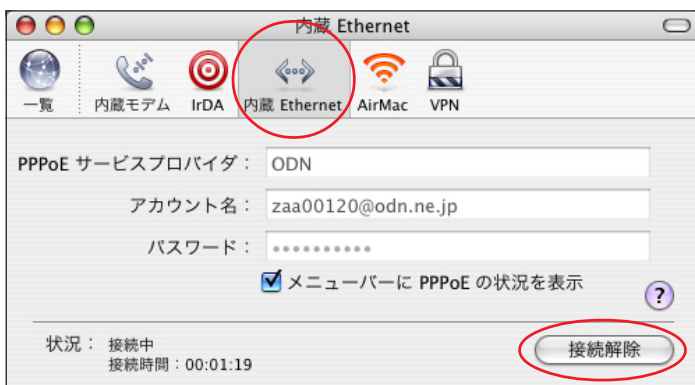 内蔵 Ethernet
一覧 内蔵モデム IrDA 内蔵 Ethernet AirMac VPN
PPPoE サービスプロバイダ： ODN
アカウント名： zaa00120@odn.ne.jp
パスワード： ••••••••••
メニューバーに PPPoE の状況を表示
?
状況： 接続中
接続時間：00:01:19
接続解除